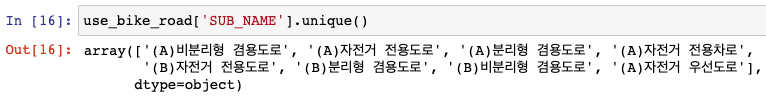 In [16]: use_bike_road['SUB_NAME'].unique()
Out[16]: array(['(A)비분리형 겸용도로', '(A)자전거 전용도로', '(A)분리형 겸용도로', '(A)자전거 전용차로',
'(B)자전거 전용도로', '(B)분리형 겸용도로', '(B)비분리형 겸용도로', '(A)자전거 우선도로'],
dtype=object)